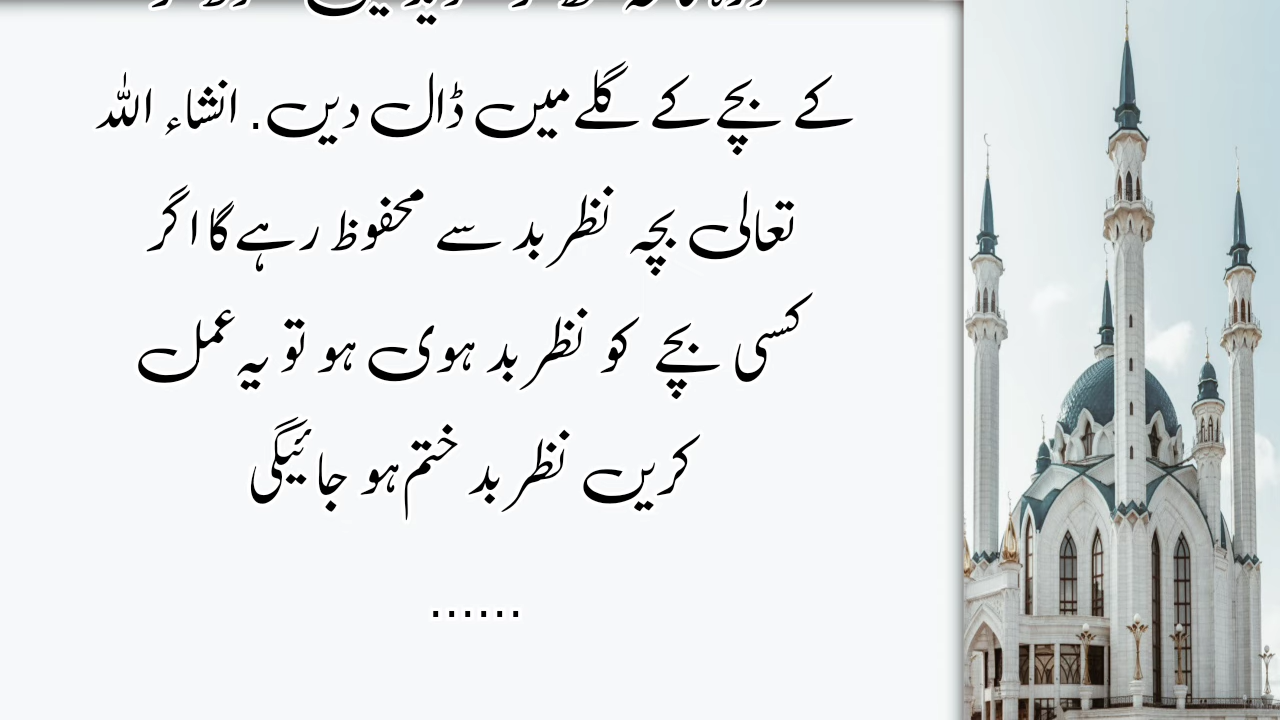 کے بچے کے گلے میں ڈال دیں. انشاء اللہ
تعالی بچہ نظر بد سے محفوظ رہے گا اگر
کسی بچے کو نظر بد ہوی ہو تو یہ عمل
کریں نظر بد ختم ہو جائیگی
......